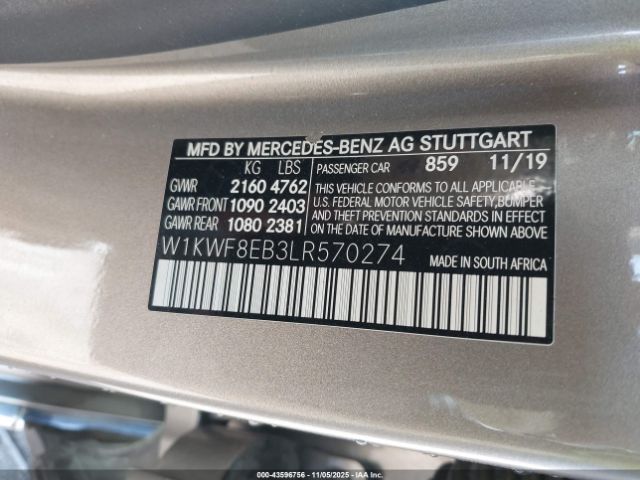 MFD BY MERCEDES-BENZ AG STUTTGART
KG LBS PASSENGER CAR 859 11/19
GVWR 2160 4762 THIS VEHICLE CONFORMS TO ALL APPLICABLE
GAWR FRONT 1090 2403 U.S. FEDERAL MOTOR VEHICLE SAFETY,BUMPER
GAWR REAR 1080 2381 AND THEFT PREVENTION STANDARDS IN EFFECT
ON THE DATE OF MANUFACTURE SHOWN ABOVE.
W1KWF8EB3LR570274 MADE IN SOUTH AFRICA
000-43596756 - 11/05/2025 - IAAI.COM